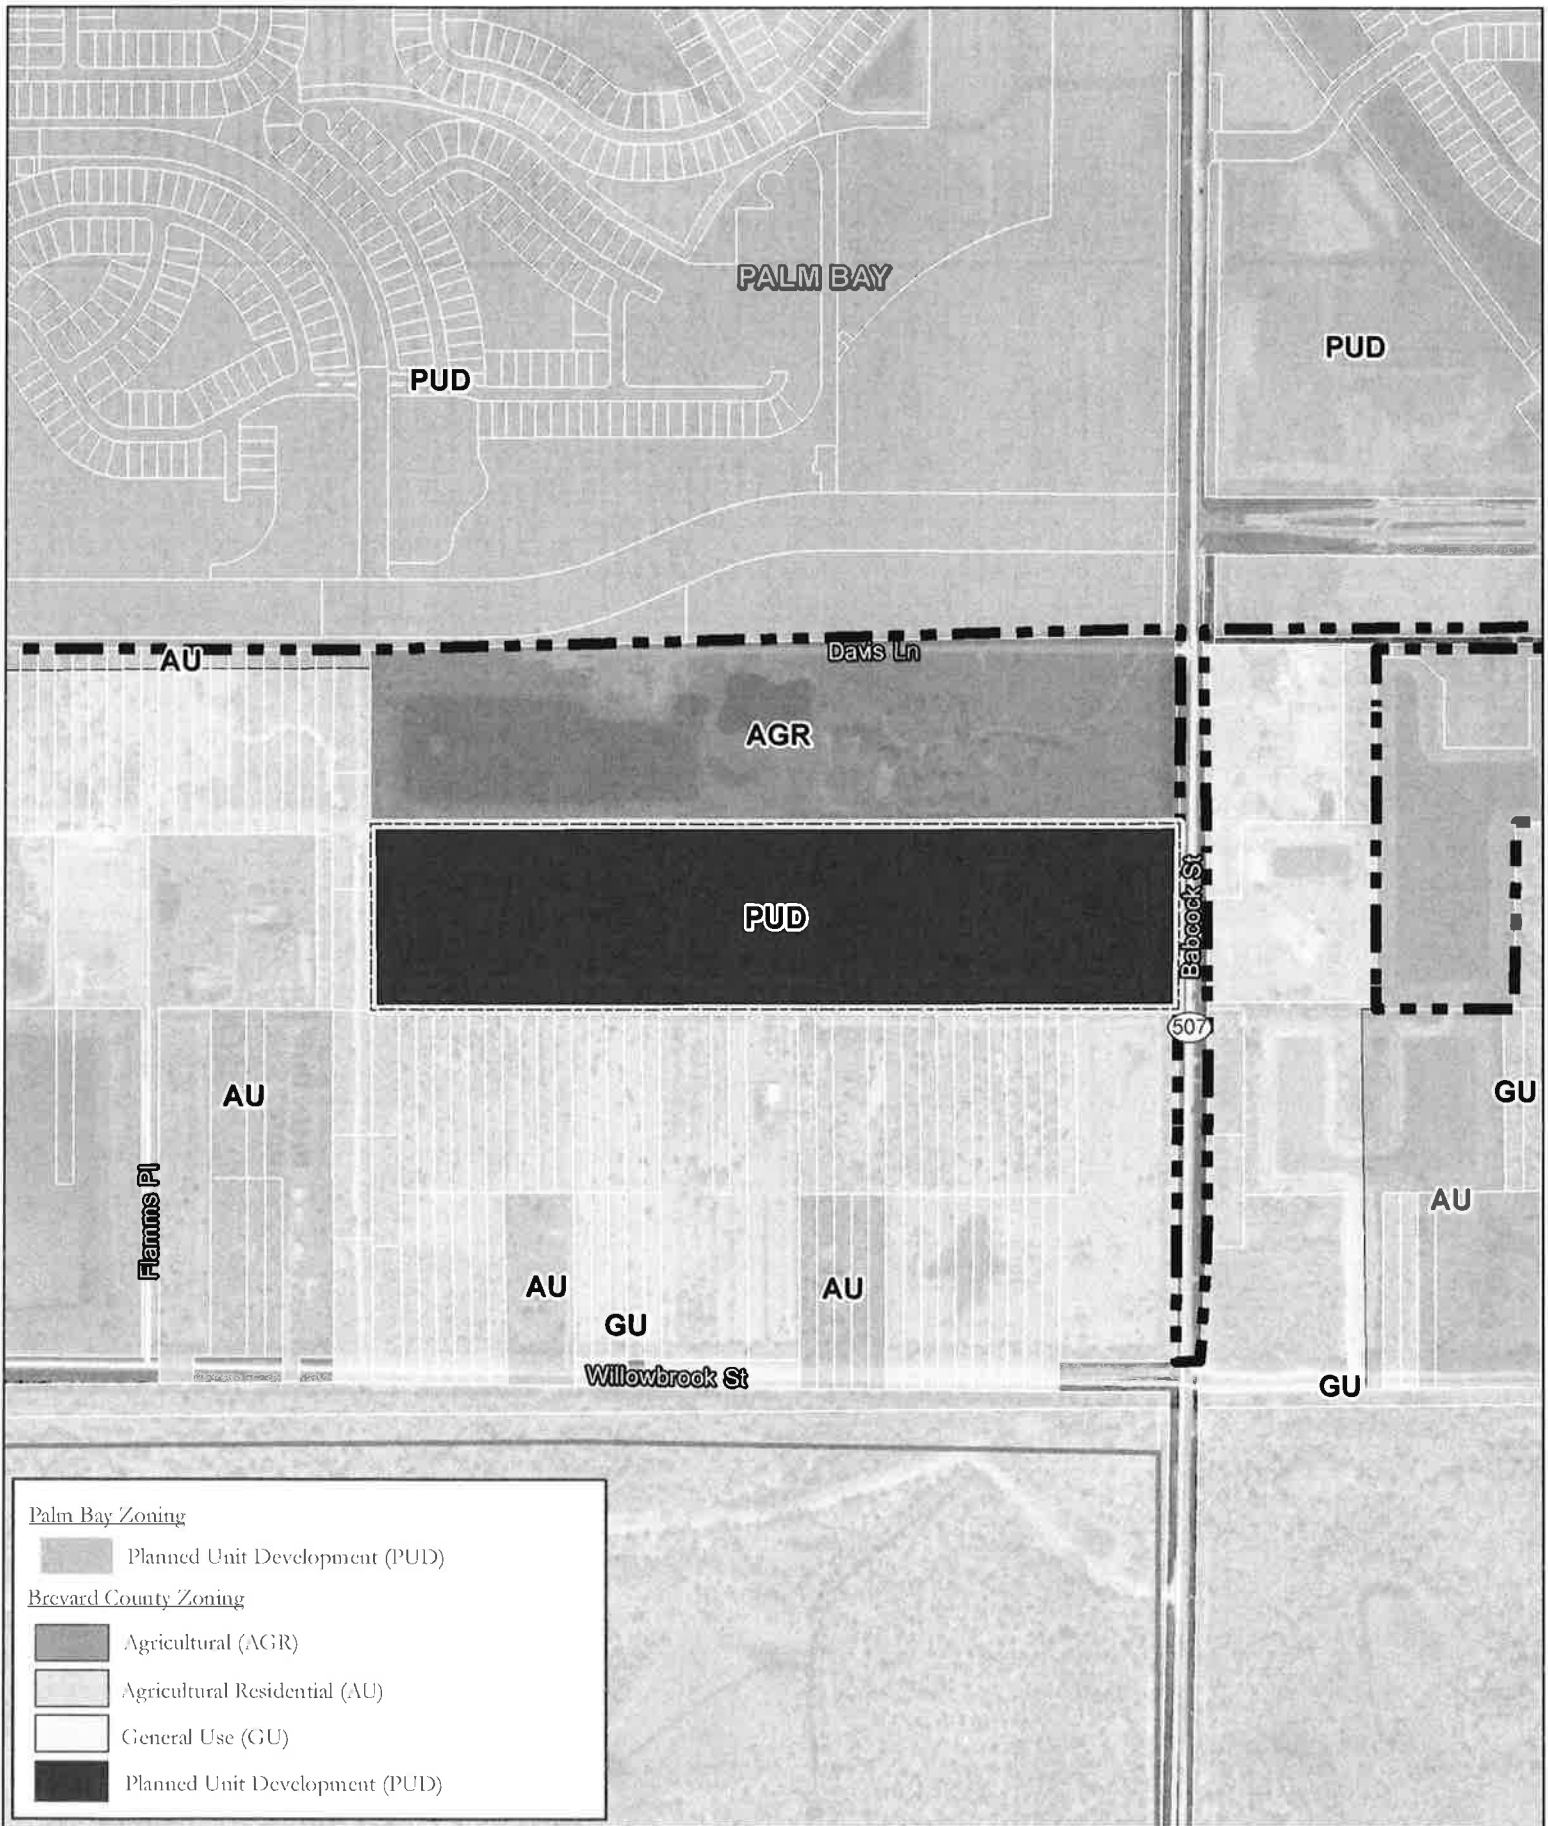 PALM BAY
PUD
PUD
AU
Davis Ln
AGR
PUD
Babcock St
507
AU
GU
Flamms Pl
AU
AU
AU
GU
Willowbrook St
GU
Palm Bay Zoning
Planned Unit Development (PUD)
Brevard County Zoning
Agricultural (AGR)
Agricultural Residential (AU)
General Use (GU)
Planned Unit Development (PUD)